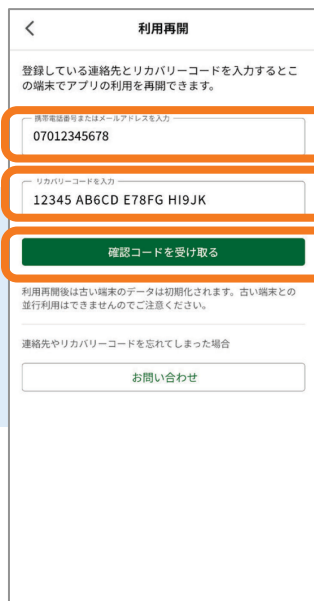 利用再開
登録している連絡先とリカバリーコードを入力するとこ
の端末でアプリの利用を再開できます。
携帯電話番号またはメールアドレスを入力
07012345678
リカバリーコードを入力
12345 AB6CD E78FG HI9JK
確認コードを受け取る
利用再開後は古い端末のデータは初期化されます。古い端末との
並行利用はできませんのでご注意ください。
連絡先やリカバリーコードを忘れてしまった場合
お問い合わせ